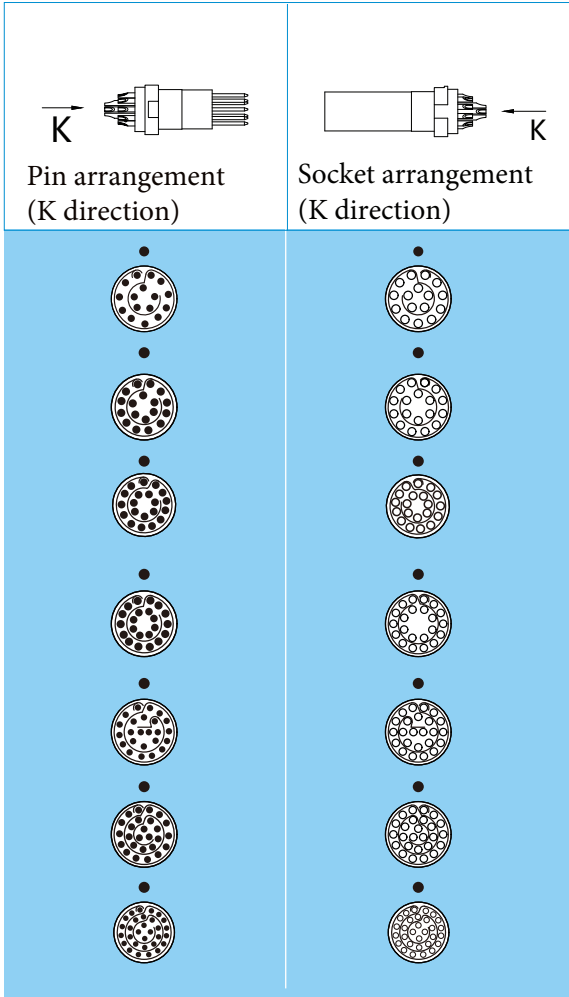 K
K
Pin arrangement
(K direction)
Socket arrangement
(K direction)